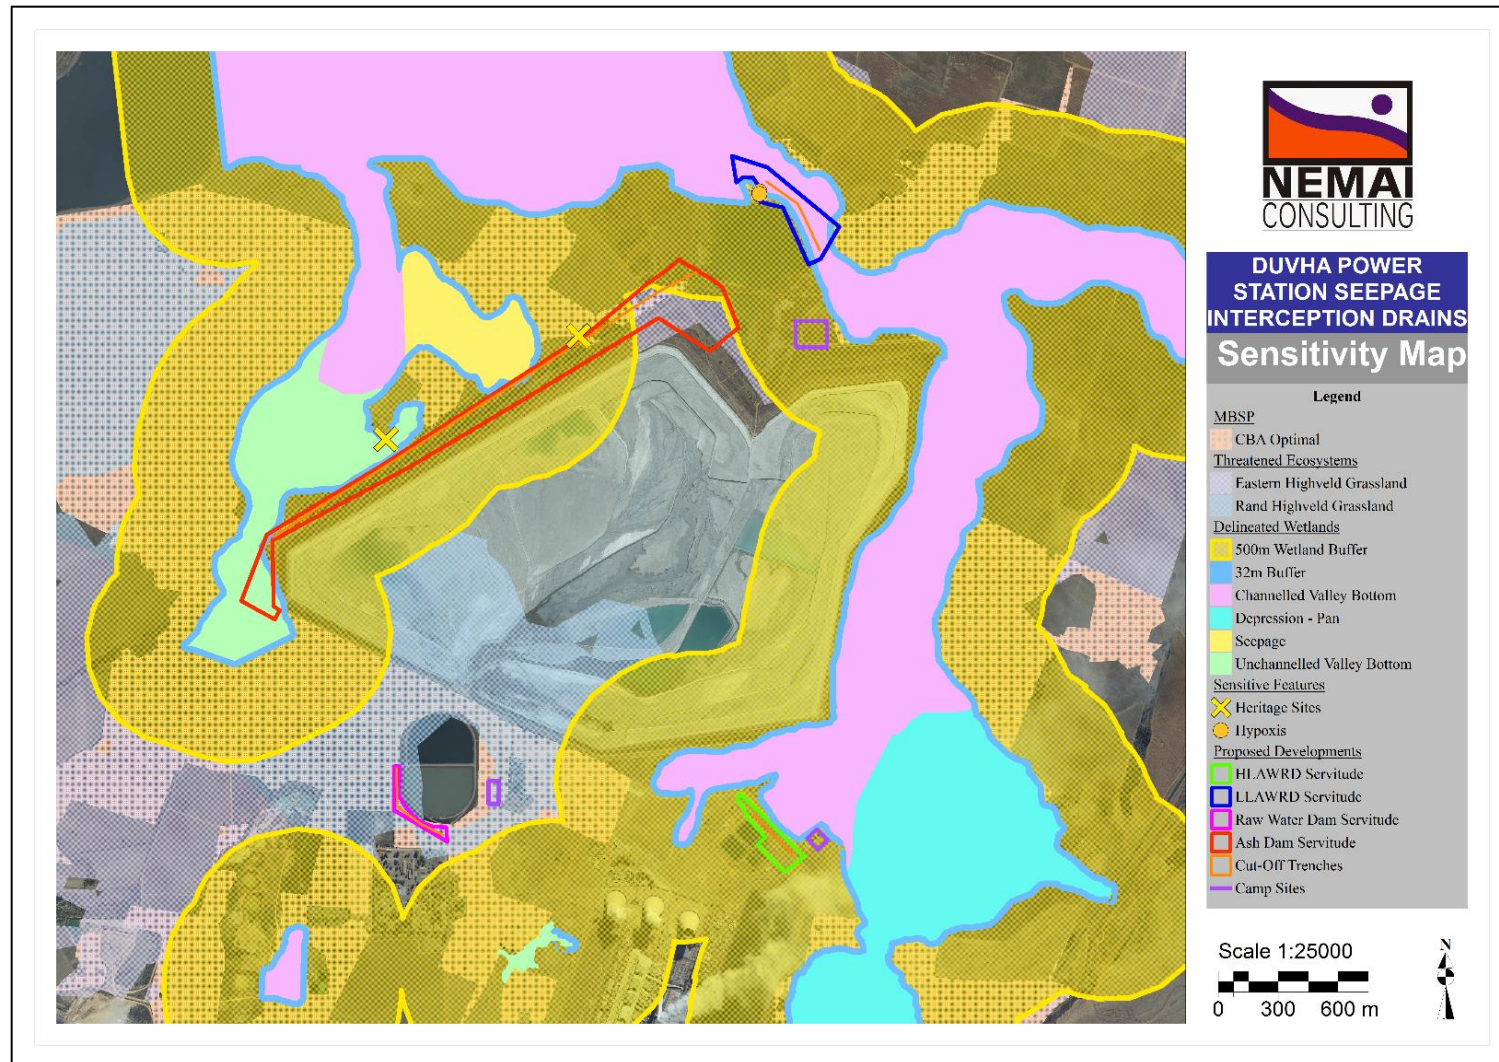 NEMAI
CONSULTING
DUVHA POWER
STATION SEEPAGE
INTERCEPTION DRAINS
Sensitivity Map
Legend
MBSP
CBA Optimal
Threatened Ecosystems
Eastern Highveld Grassland
Rand Highveld Grassland
Delineated Wetlands
500m Wetland Buffer
32m Buffer
Channelled Valley Bottom
Depression - Pan
Seepage
Unchannelled Valley Bottom
Sensitive Features
Heritage Sites
Hypoxis
Proposed Developments
HLAWRD Servitude
LLAWRD Servitude
Raw Water Dam Servitude
Ash Dam Servitude
Cut-Off Trenches
Camp Sites
Scale 1:25000
N
0 300 600 m